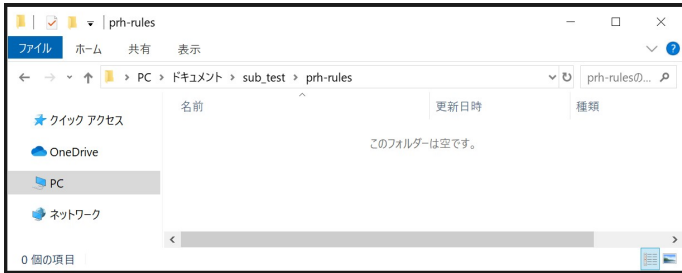 prh-rules
ファイル ホーム 共有 表示
PC ドキュメント sub_test prh-rules prh-rulesの...
名前 更新日時 種類
クイック アクセス
このフォルダーは空です。
OneDrive
PC
ネットワーク
0 個の項目